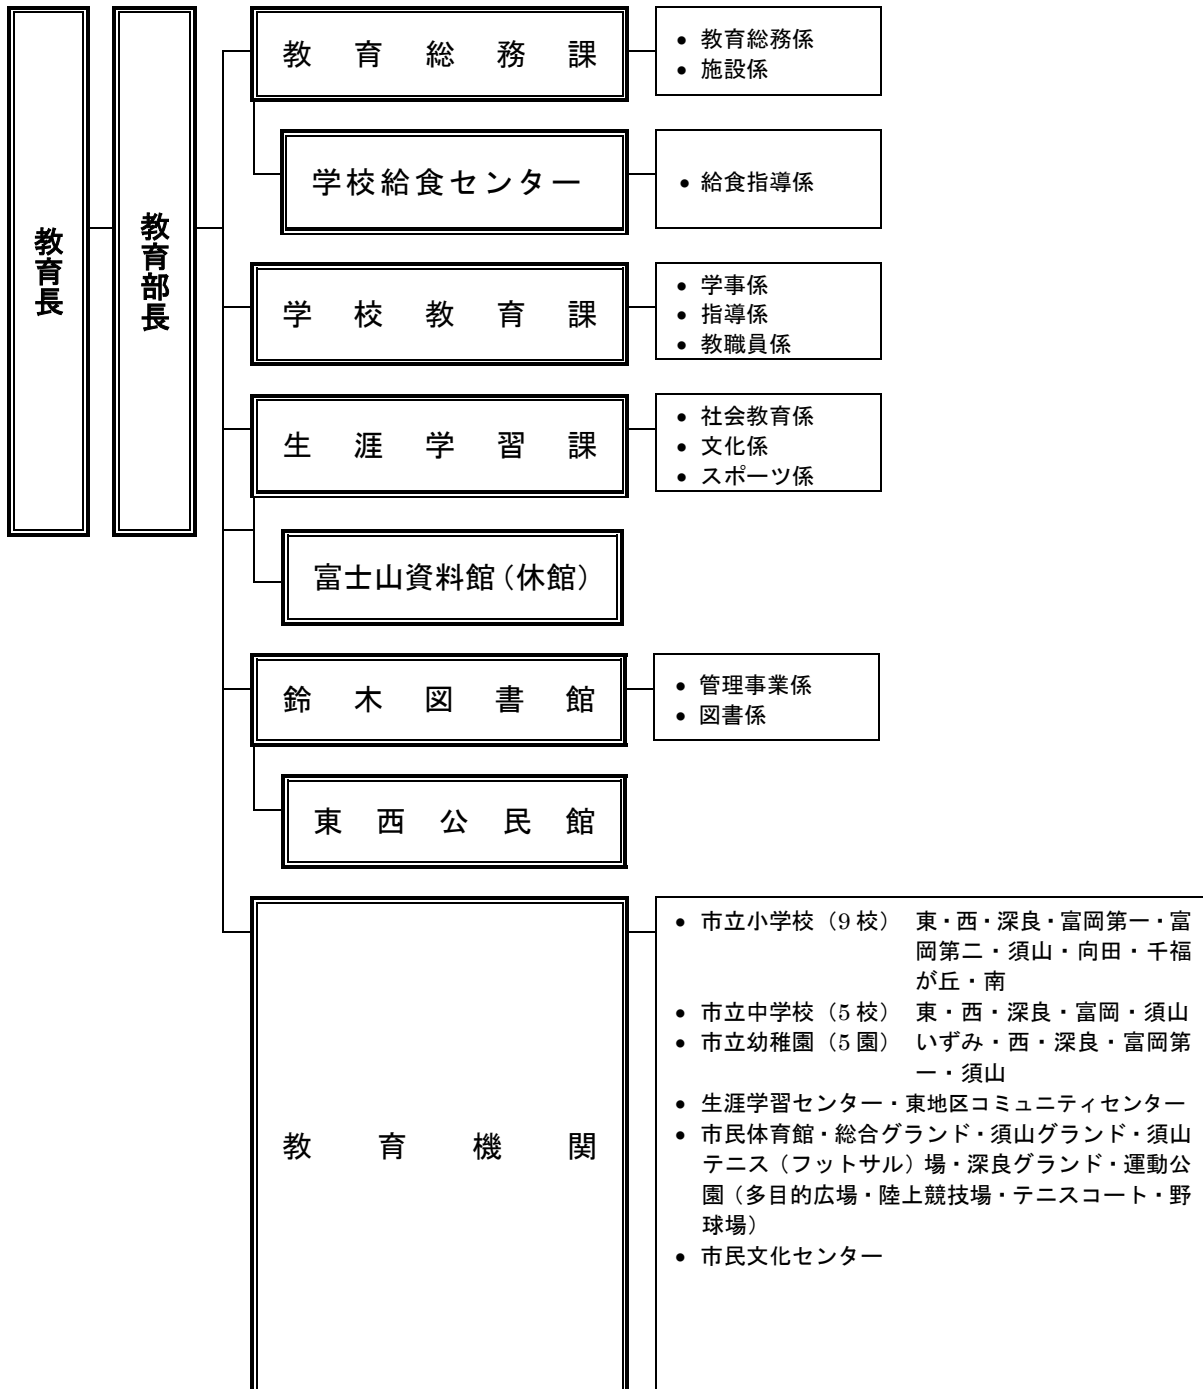 教育長
教育部長
教育総務課
• 教育総務係
• 施設係
学校給食センター
• 給食指導係
学校教育課
• 学事係
• 指導係
• 教職員係
生涯学習課
• 社会教育係
• 文化係
• スポーツ係
富士山資料館（休館）
鈴木図書館
• 管理事業係
• 図書係
東西公民館
教育機関
• 市立小学校（9 校） 東・西・深良・富岡第一・富
岡第二・須山・向田・千福
が丘・南
• 市立中学校（5 校） 東・西・深良・富岡・須山
• 市立幼稚園（5 園） いずみ・西・深良・富岡第
一・須山
• 生涯学習センター・東地区コミュニティセンター
• 市民体育館・総合グランド・須山グランド・須山
テニス（フットサル）場・深良グランド・運動公
園（多目的広場・陸上競技場・テニスコート・野
球場）
• 市民文化センター